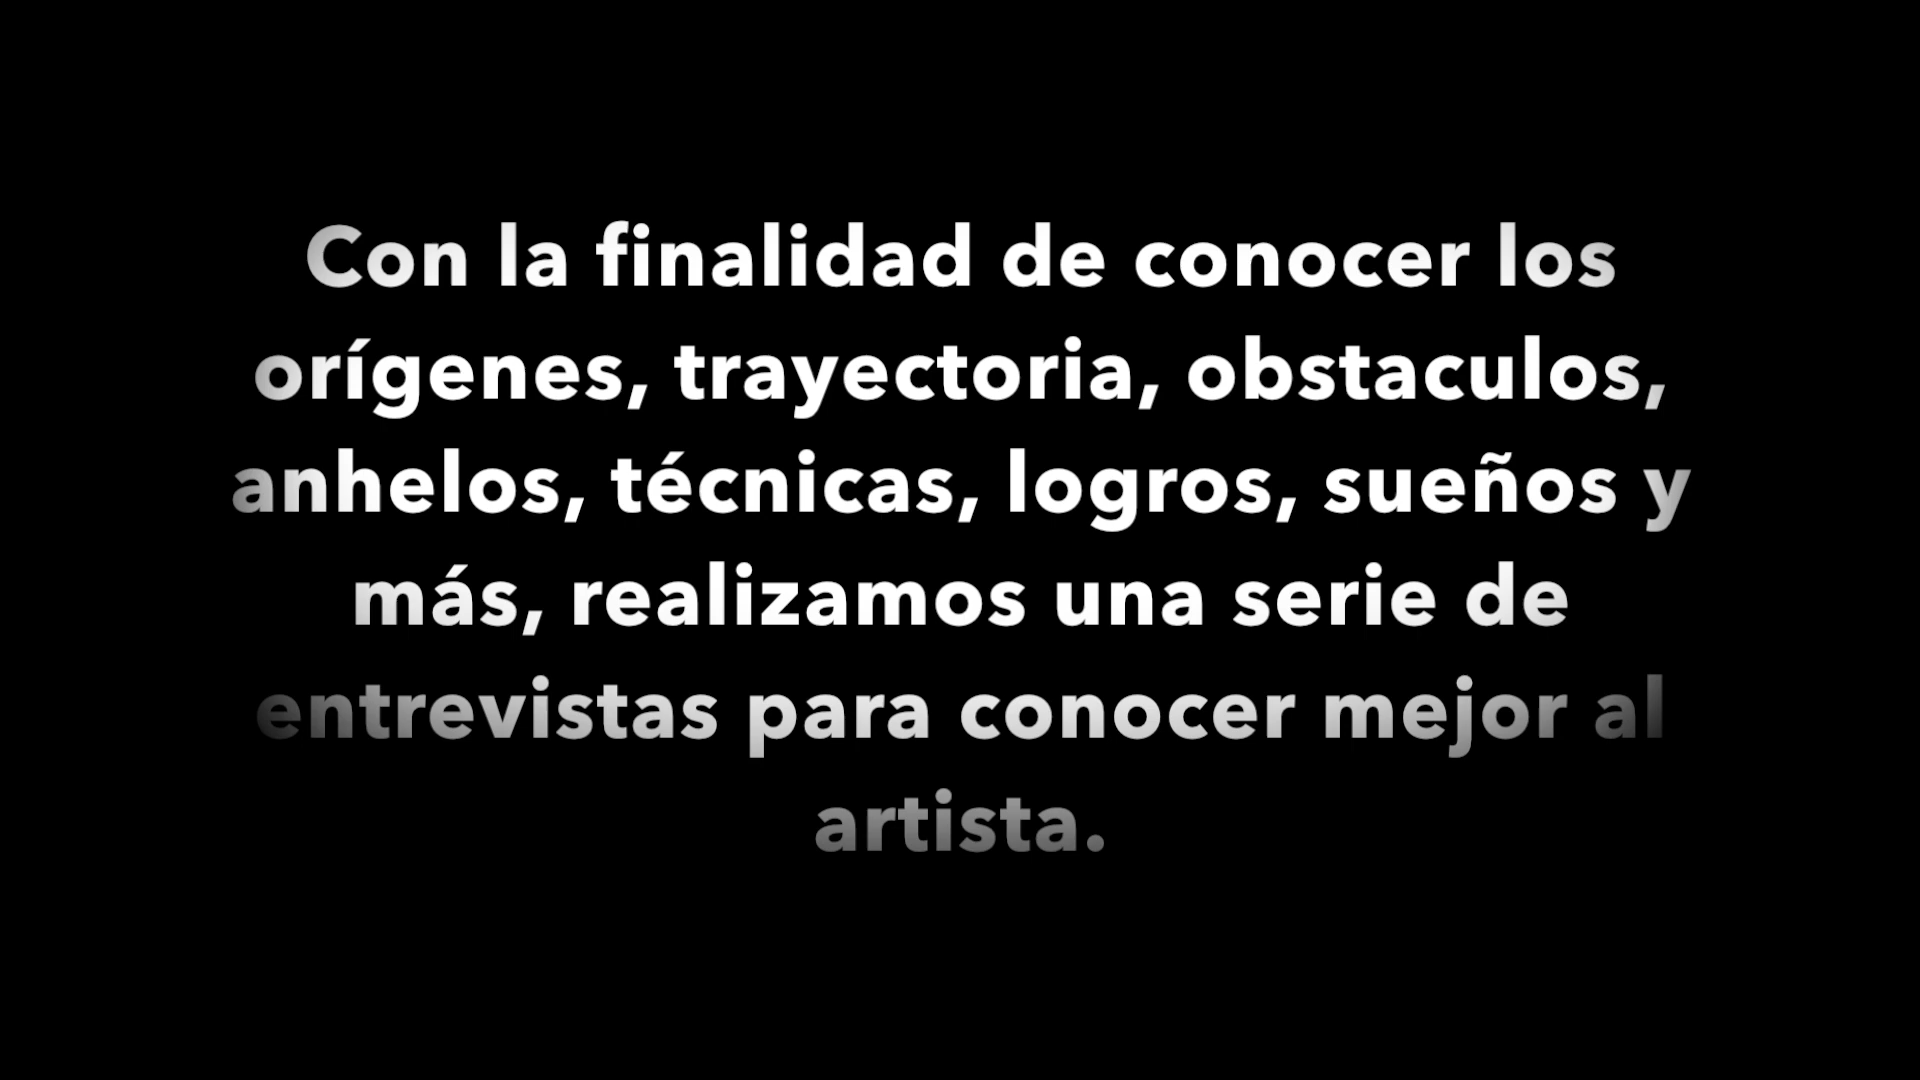 Con la finalidad de conocer los
orígenes, trayectoria, obstaculos,
anhelos, técnicas, logros, sueños y
más, realizamos una serie de
entrevistas para conocer mejor al
artista.